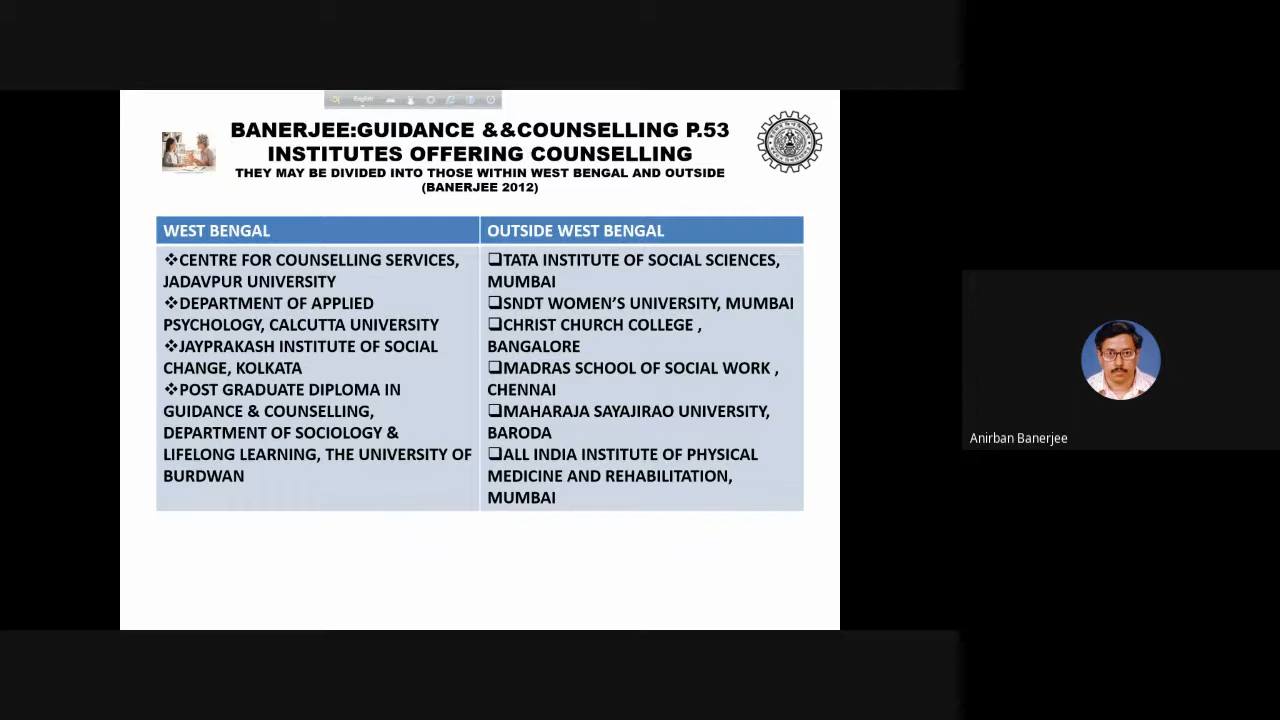 English
BANERJEE:GUIDANCE &&COUNSELLING P.53
INSTITUTES OFFERING COUNSELLING
THEY MAY BE DIVIDED INTO THOSE WITHIN WEST BENGAL AND OUTSIDE
(BANERJEE 2012)
WEST BENGAL
❖CENTRE FOR COUNSELLING SERVICES,
JADAVPUR UNIVERSITY
❖DEPARTMENT OF APPLIED
PSYCHOLOGY, CALCUTTA UNIVERSITY
❖JAYPRAKASH INSTITUTE OF SOCIAL
CHANGE, KOLKATA
❖POST GRADUATE DIPLOMA IN
GUIDANCE & COUNSELLING,
DEPARTMENT OF SOCIOLOGY &
LIFELONG LEARNING, THE UNIVERSITY OF
BURDWAN
OUTSIDE WEST BENGAL
❑TATA INSTITUTE OF SOCIAL SCIENCES,
MUMBAI
❑SNDT WOMEN’S UNIVERSITY, MUMBAI
❑CHRIST CHURCH COLLEGE ,
BANGALORE
❑MADRAS SCHOOL OF SOCIAL WORK ,
CHENNAI
❑MAHARAJA SAYAJIRAO UNIVERSITY,
BARODA
❑ALL INDIA INSTITUTE OF PHYSICAL
MEDICINE AND REHABILITATION,
MUMBAI
Anirban Banerjee